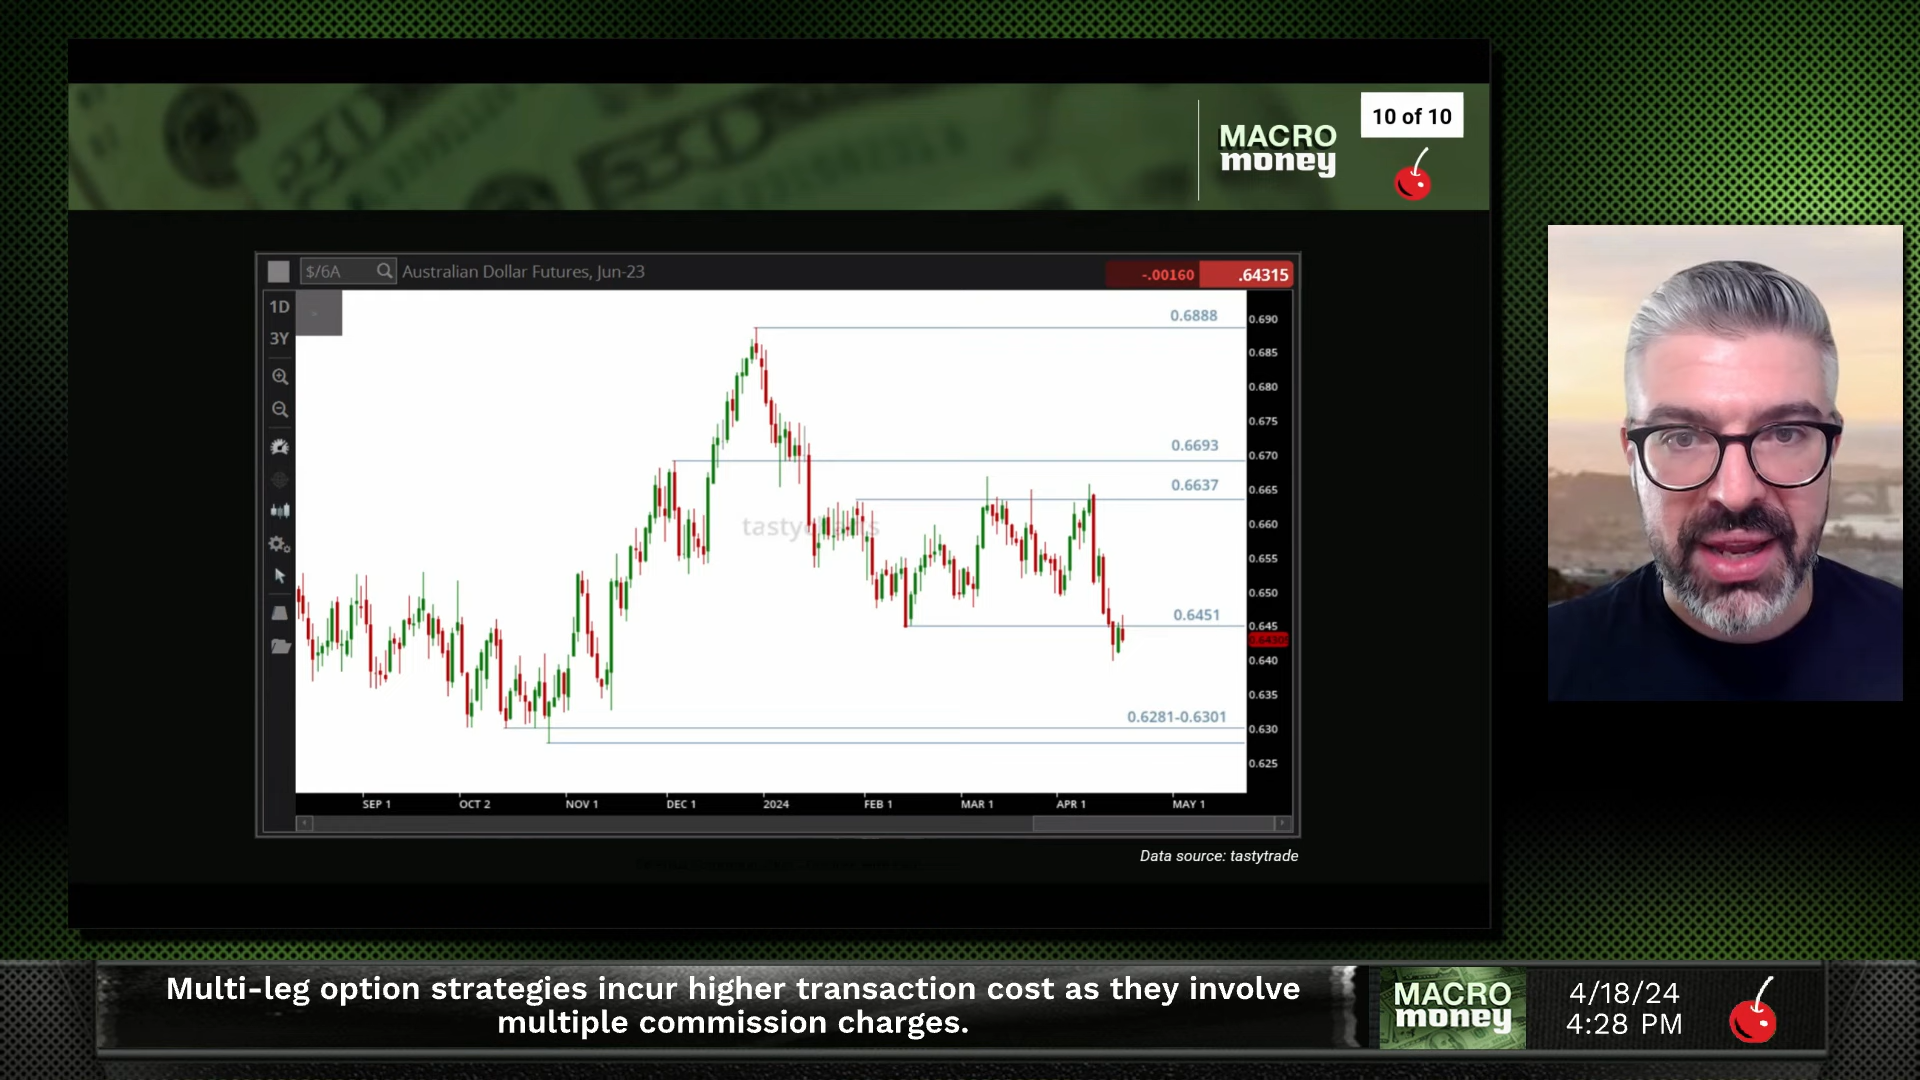 MACRO
money
10 of 10
$/6A
Australian Dollar Futures, Jun-23
-.00160
.64315
1D
3Y
0.6888
0.690
0.685
0.680
0.675
0.6693
0.670
0.6637
0.665
0.660
0.655
0.650
0.6451
0.645
0.640
0.635
0.6281-0.6301
0.630
0.625
SEP 1
OCT 2
NOV 1
DEC 1
2024
FEB 1
MAR 1
APR 1
MAY 1
Data source: tastytrade
Multi-leg option strategies incur higher transaction cost as they involve
multiple commission charges.
MACRO
money
4/18/24
4:28 PM